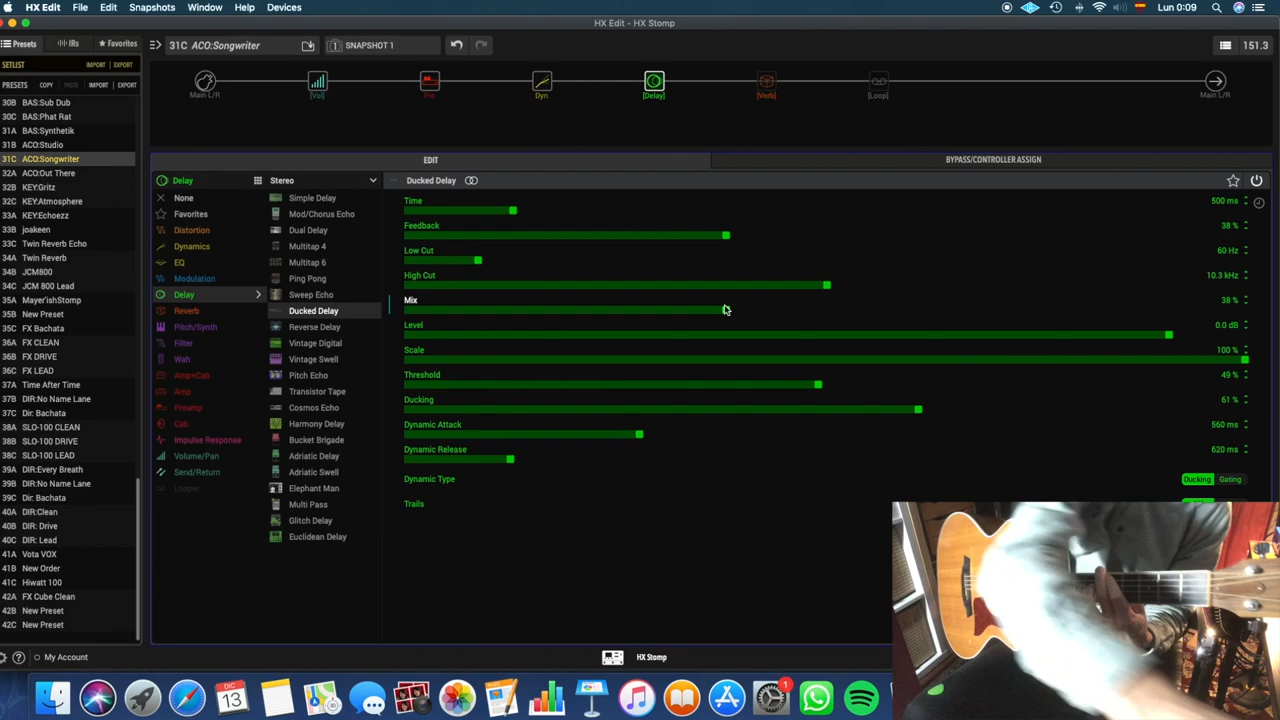 HX Edit File Edit Snapshots Window Help Devices Lun 0:09
HX Edit - HX Stomp
Presets IRs Favorites 31C ACO:Songwriter 1 SNAPSHOT 1 151.3
SETLIST IMPORT EXPORT
PRESETS COPY PASTE IMPORT EXPORT
Main L/R [Vol] Pre Dyn [Delay] [Verb] [Loop] Main L/R
30B BAS:Sub Dub
30C BAS:Phat Rat
31A BAS:Synthetik
31B ACO:Studio
31C ACO:Songwriter
32A ACO:Out There
32B KEY:Gritz
32C KEY:Atmosphere
33A KEY:Echoezz
33B joakeen
33C Twin Reverb Echo
34A Twin Reverb
34B JCM800
34C JCM 800 Lead
35A Mayer'ishStomp
35B New Preset
35C FX Bachata
36A FX CLEAN
36B FX DRIVE
36C FX LEAD
37A Time After Time
37B DIR:No Name Lane
37C Dir: Bachata
38A SLO-100 CLEAN
38B SLO-100 DRIVE
38C SLO-100 LEAD
39A DIR:Every Breath
39B DIR:No Name Lane
39C Dir: Bachata
40A DIR:Clean
40B DIR: Drive
40C DIR: Lead
41A Vota VOX
41B New Order
41C Hiwatt 100
42A FX Cube Clean
42B New Preset
42C New Preset
EDIT BYPASS/CONTROLLER ASSIGN
Delay Stereo Ducked Delay
None
Favorites
Distortion
Dynamics
EQ
Modulation
Delay
Reverb
Pitch/Synth
Filter
Wah
Amp+Cab
Amp
Preamp
Cab
Impulse Response
Volume/Pan
Send/Return
Looper
Simple Delay
Mod/Chorus Echo
Dual Delay
Multitap 4
Multitap 6
Ping Pong
Sweep Echo
Ducked Delay
Reverse Delay
Vintage Digital
Vintage Swell
Pitch Echo
Transistor Tape
Cosmos Echo
Harmony Delay
Bucket Brigade
Adriatic Delay
Adriatic Swell
Elephant Man
Multi Pass
Glitch Delay
Euclidean Delay
Time 500 ms
Feedback 38 %
Low Cut 60 Hz
High Cut 10.3 kHz
Mix 38 %
Level 0.0 dB
Scale 100 %
Threshold 49 %
Ducking 61 %
Dynamic Attack 560 ms
Dynamic Release 620 ms
Dynamic Type Ducking Gating
Trails
? My Account HX Stomp
DIC
13
1